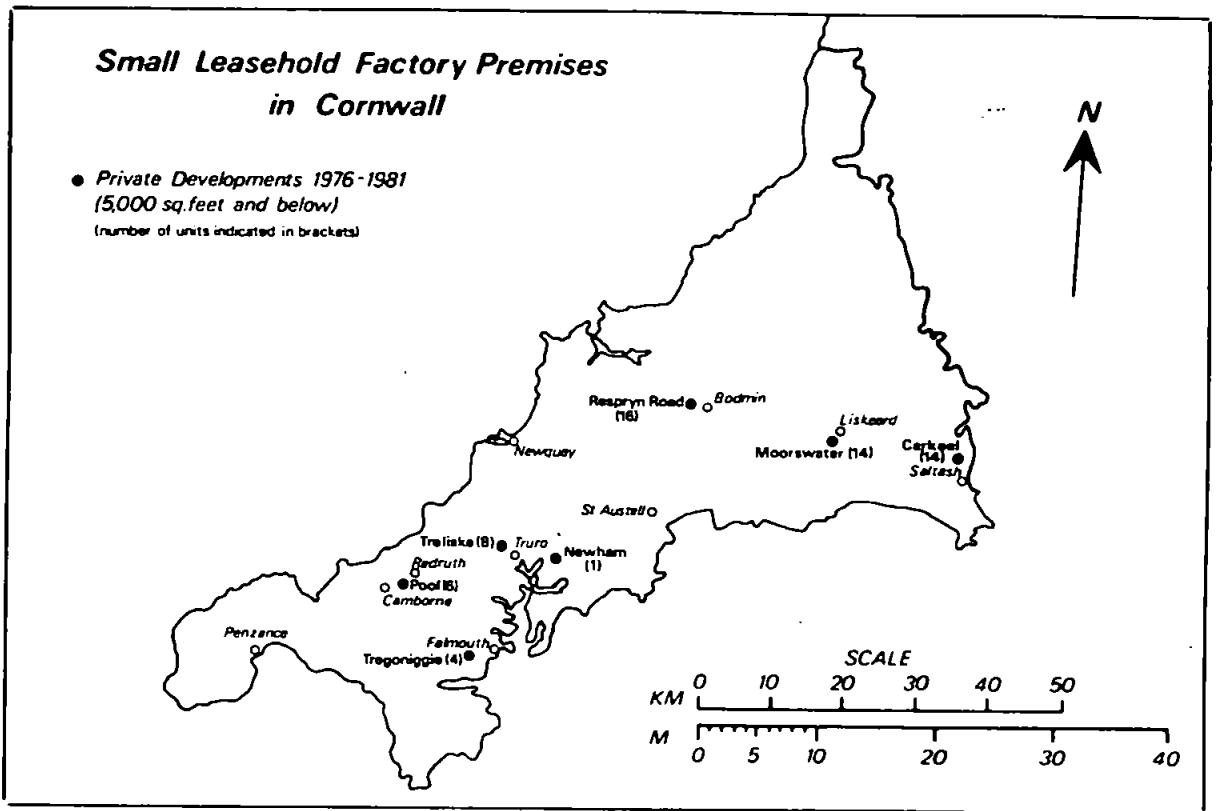 Small Leasehold Factory Premises
in Cornwall
● Private Developments 1976-1981
(5,000 sq.feet and below)
(number of units indicated in brackets)
N
Respryn Road
(16)
Bodmin
Liskeard
Moorswater (14)
Carkeel
(14)
Saltash
Newquay
St Austell
Treliske (8)
Truro
Newham
(1)
Redruth
Pool (6)
Camborne
Penzance
Falmouth
Tregoniggie (4)
SCALE
KM 0 10 20 30 40 50
M 0 5 10 20 30 40